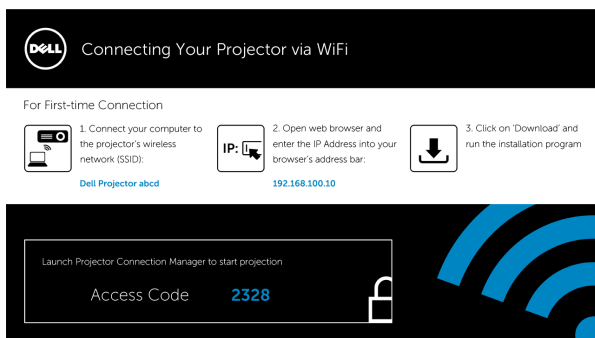 DELL
Connecting Your Projector via WiFi
For First-time Connection
1. Connect your computer to
the projector's wireless
network (SSID):
Dell Projector abcd
IP:
2. Open web browser and
enter the IP Address into your
browser's address bar:
192.168.100.10
3. Click on 'Download' and
run the installation program
Launch Projector Connection Manager to start projection
Access Code 2328